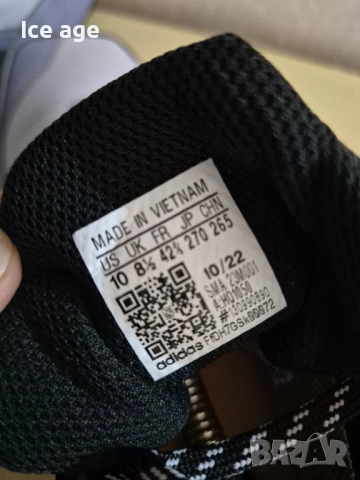 Ice age
MADE IN VIETNAM
US UK FR JP CHN
10 8½ 42⅔ 270 265
10/22
SMA 23M001
A:HQ1050
#:130990890
adidas
BAZAR